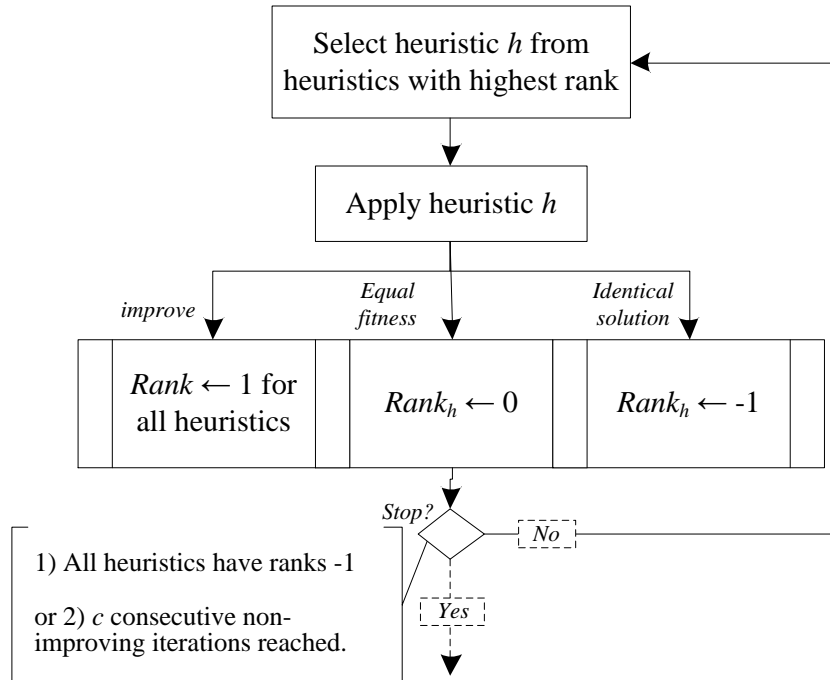 Select heuristic h from
heuristics with highest rank
Apply heuristic h
improve
Equal
fitness
Identical
solution
Rank ← 1 for
all heuristics
Rankₕ ← 0
Rankₕ ← -1
Stop?
No
1) All heuristics have ranks -1
or 2) c consecutive non-
improving iterations reached.
Yes